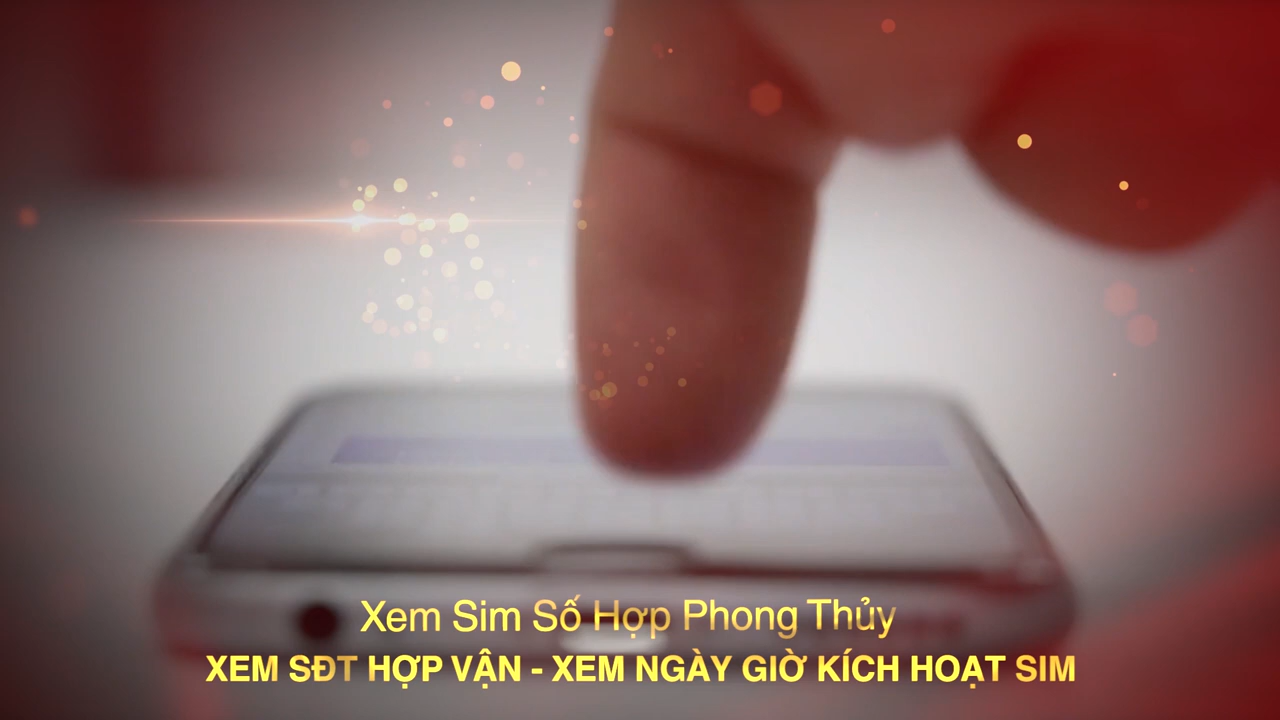 Xem Sim Số Hợp Phong Thủy
XEM SĐT HỢP VẬN - XEM NGÀY GIỜ KÍCH HOẠT SIM